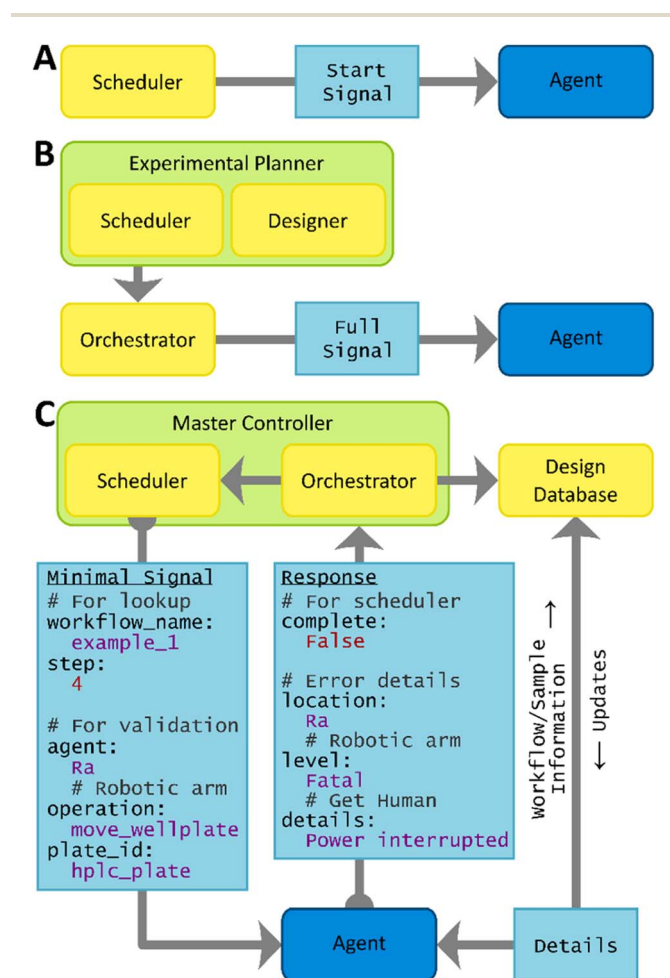 A
Scheduler
Start
Signal
Agent
B
Experimental Planner
Scheduler
Designer
Orchestrator
Full
Signal
Agent
C
Master Controller
Scheduler
Orchestrator
Design
Database
Minimal Signal
# For lookup
workflow_name:
example_1
step:
4
# For validation
agent:
Ra
# Robotic arm
operation:
move_wellplate
plate_id:
hplc_plate
Response
# For scheduler
complete:
False
# Error details
location:
Ra
# Robotic arm
level:
Fatal
# Get Human
details:
Power interrupted
Workflow/Sample
Information →
← Updates
Agent
Details